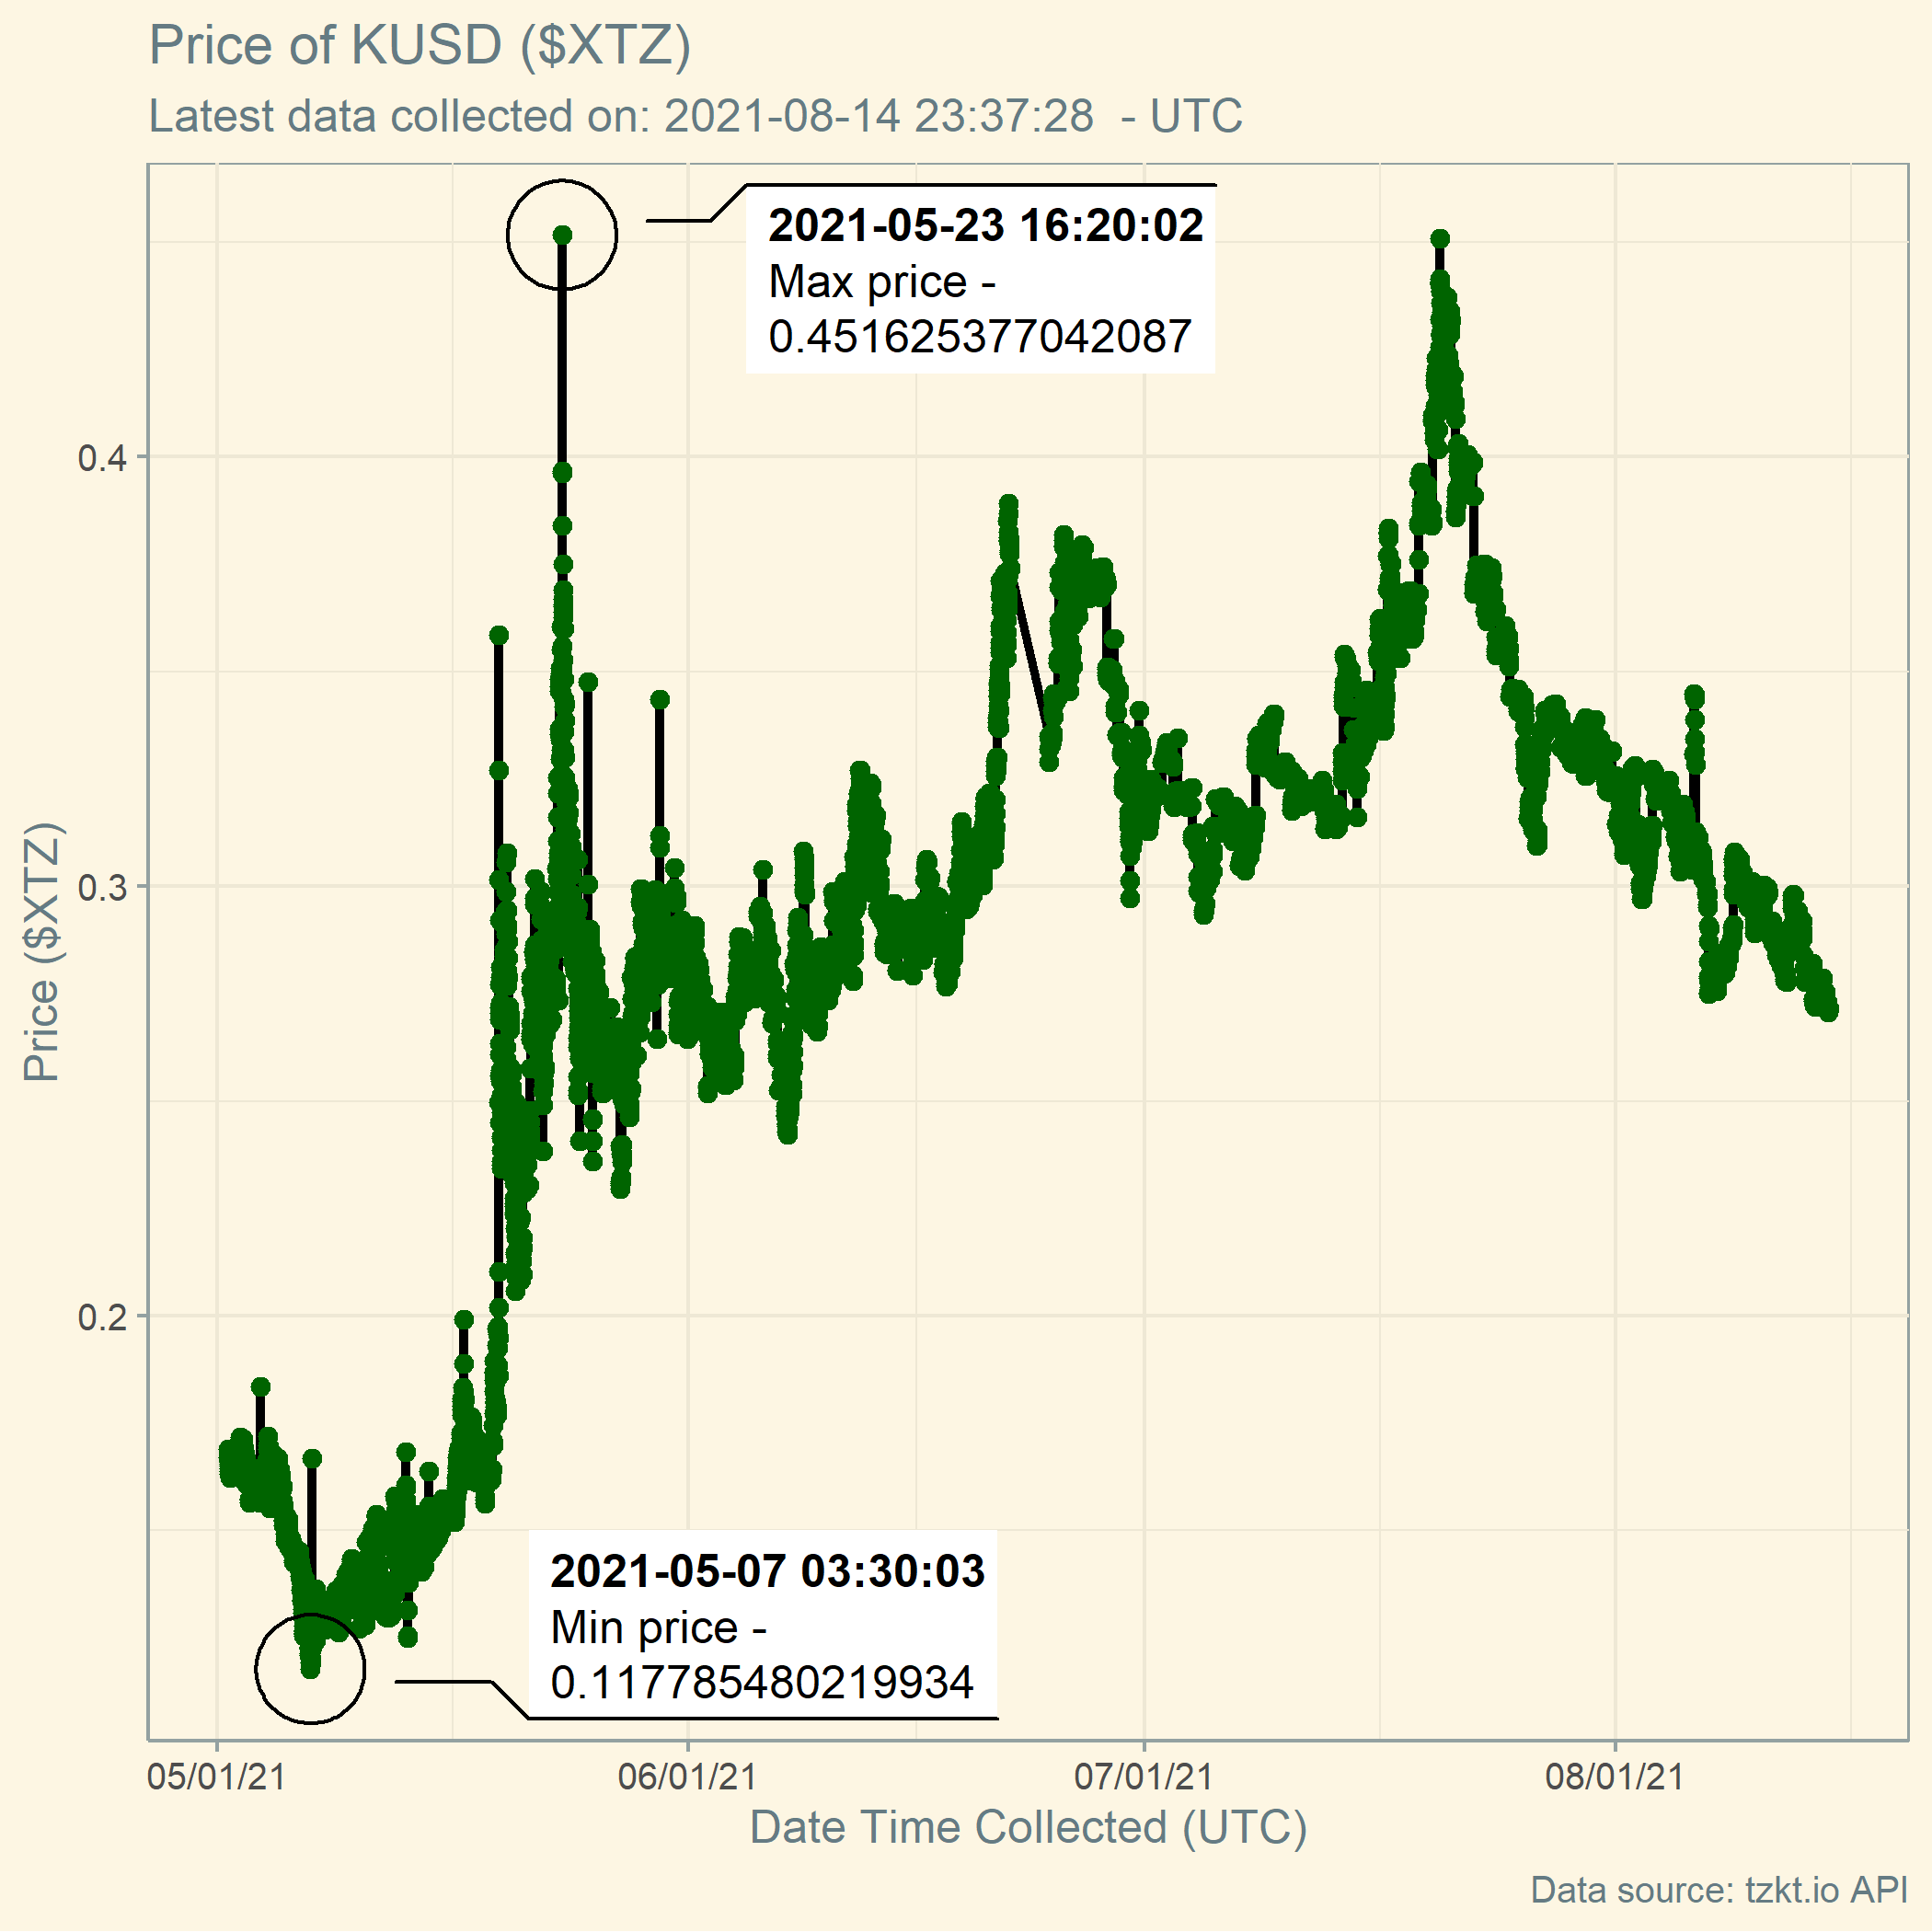 Price of KUSD ($XTZ)
Latest data collected on: 2021-08-14 23:37:28  - UTC
2021-05-23 16:20:02
Max price -
0.451625377042087
0.4
0.3
0.2
Price ($XTZ)
2021-05-07 03:30:03
Min price -
0.117785480219934
05/01/21
06/01/21
07/01/21
08/01/21
Date Time Collected (UTC)
Data source: tzkt.io API